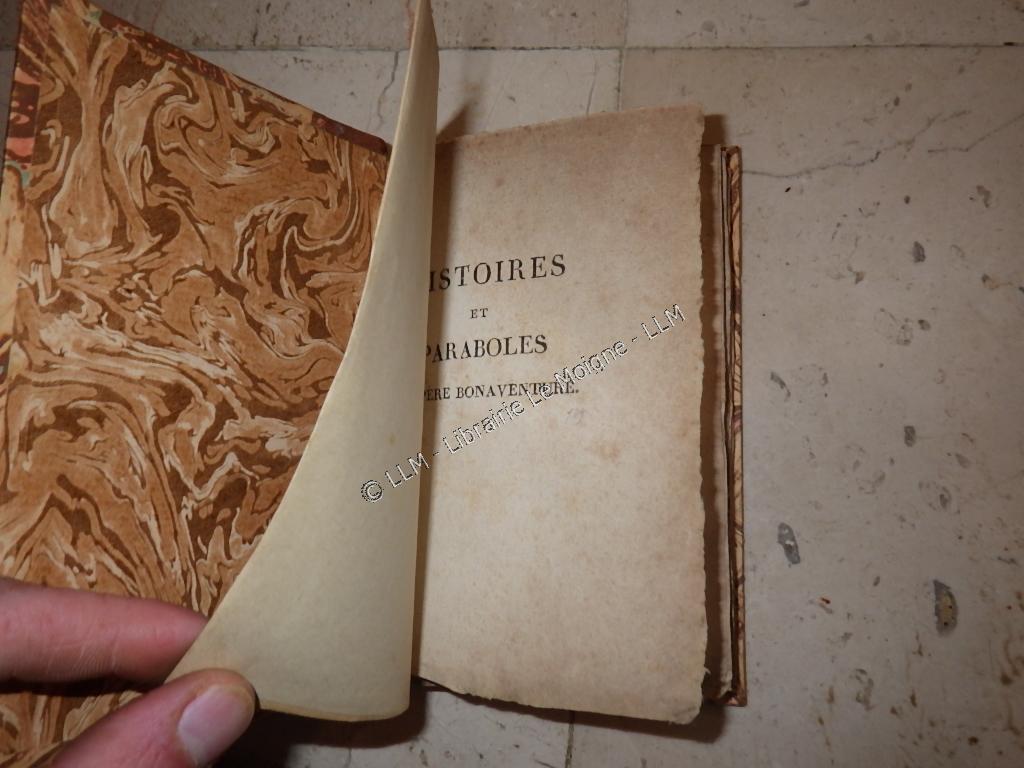 ISTOIRES
ET
PARABOLES
PÈRE BONAVENTURE.
© LLM - Librairie Le Moigne - LLM